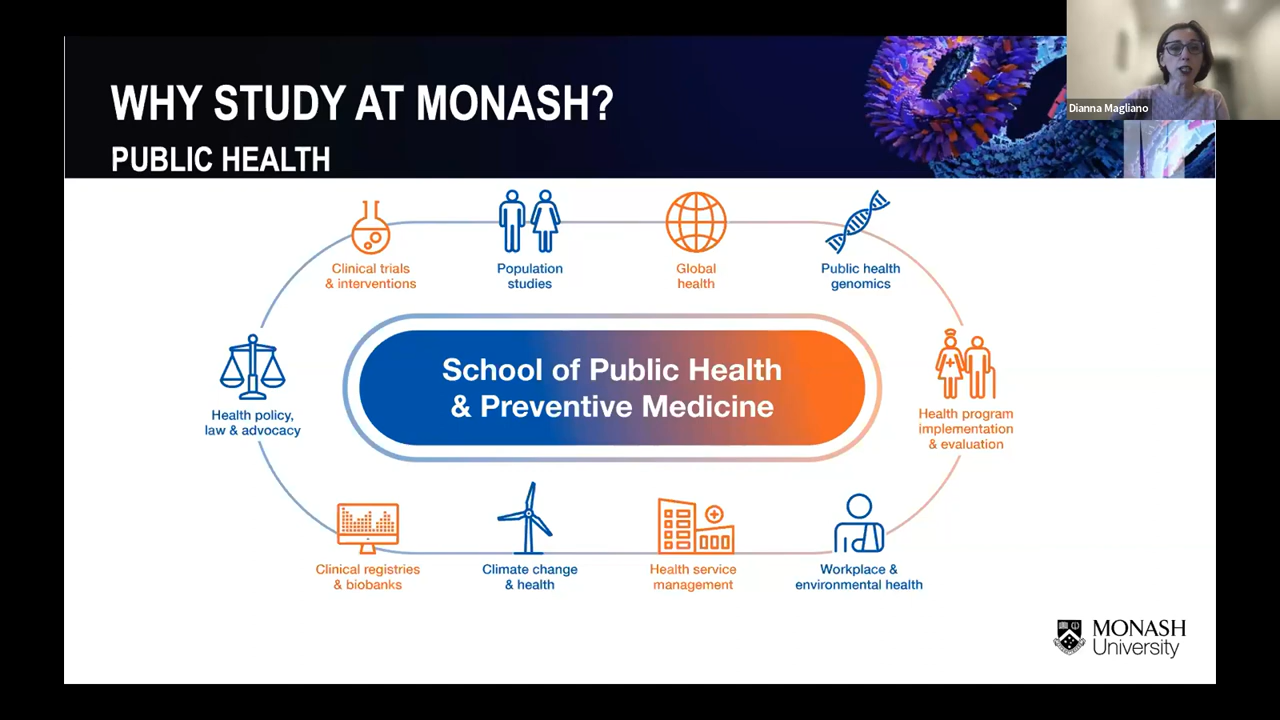 WHY STUDY AT MONASH?
PUBLIC HEALTH
Dianna Magliano
Clinical trials
& interventions
Population
studies
Global
health
Public health
genomics
Health policy,
law & advocacy
School of Public Health
& Preventive Medicine
Health program
implementation
& evaluation
Clinical registries
& biobanks
Climate change
& health
Health service
management
Workplace &
environmental health
MONASH
University